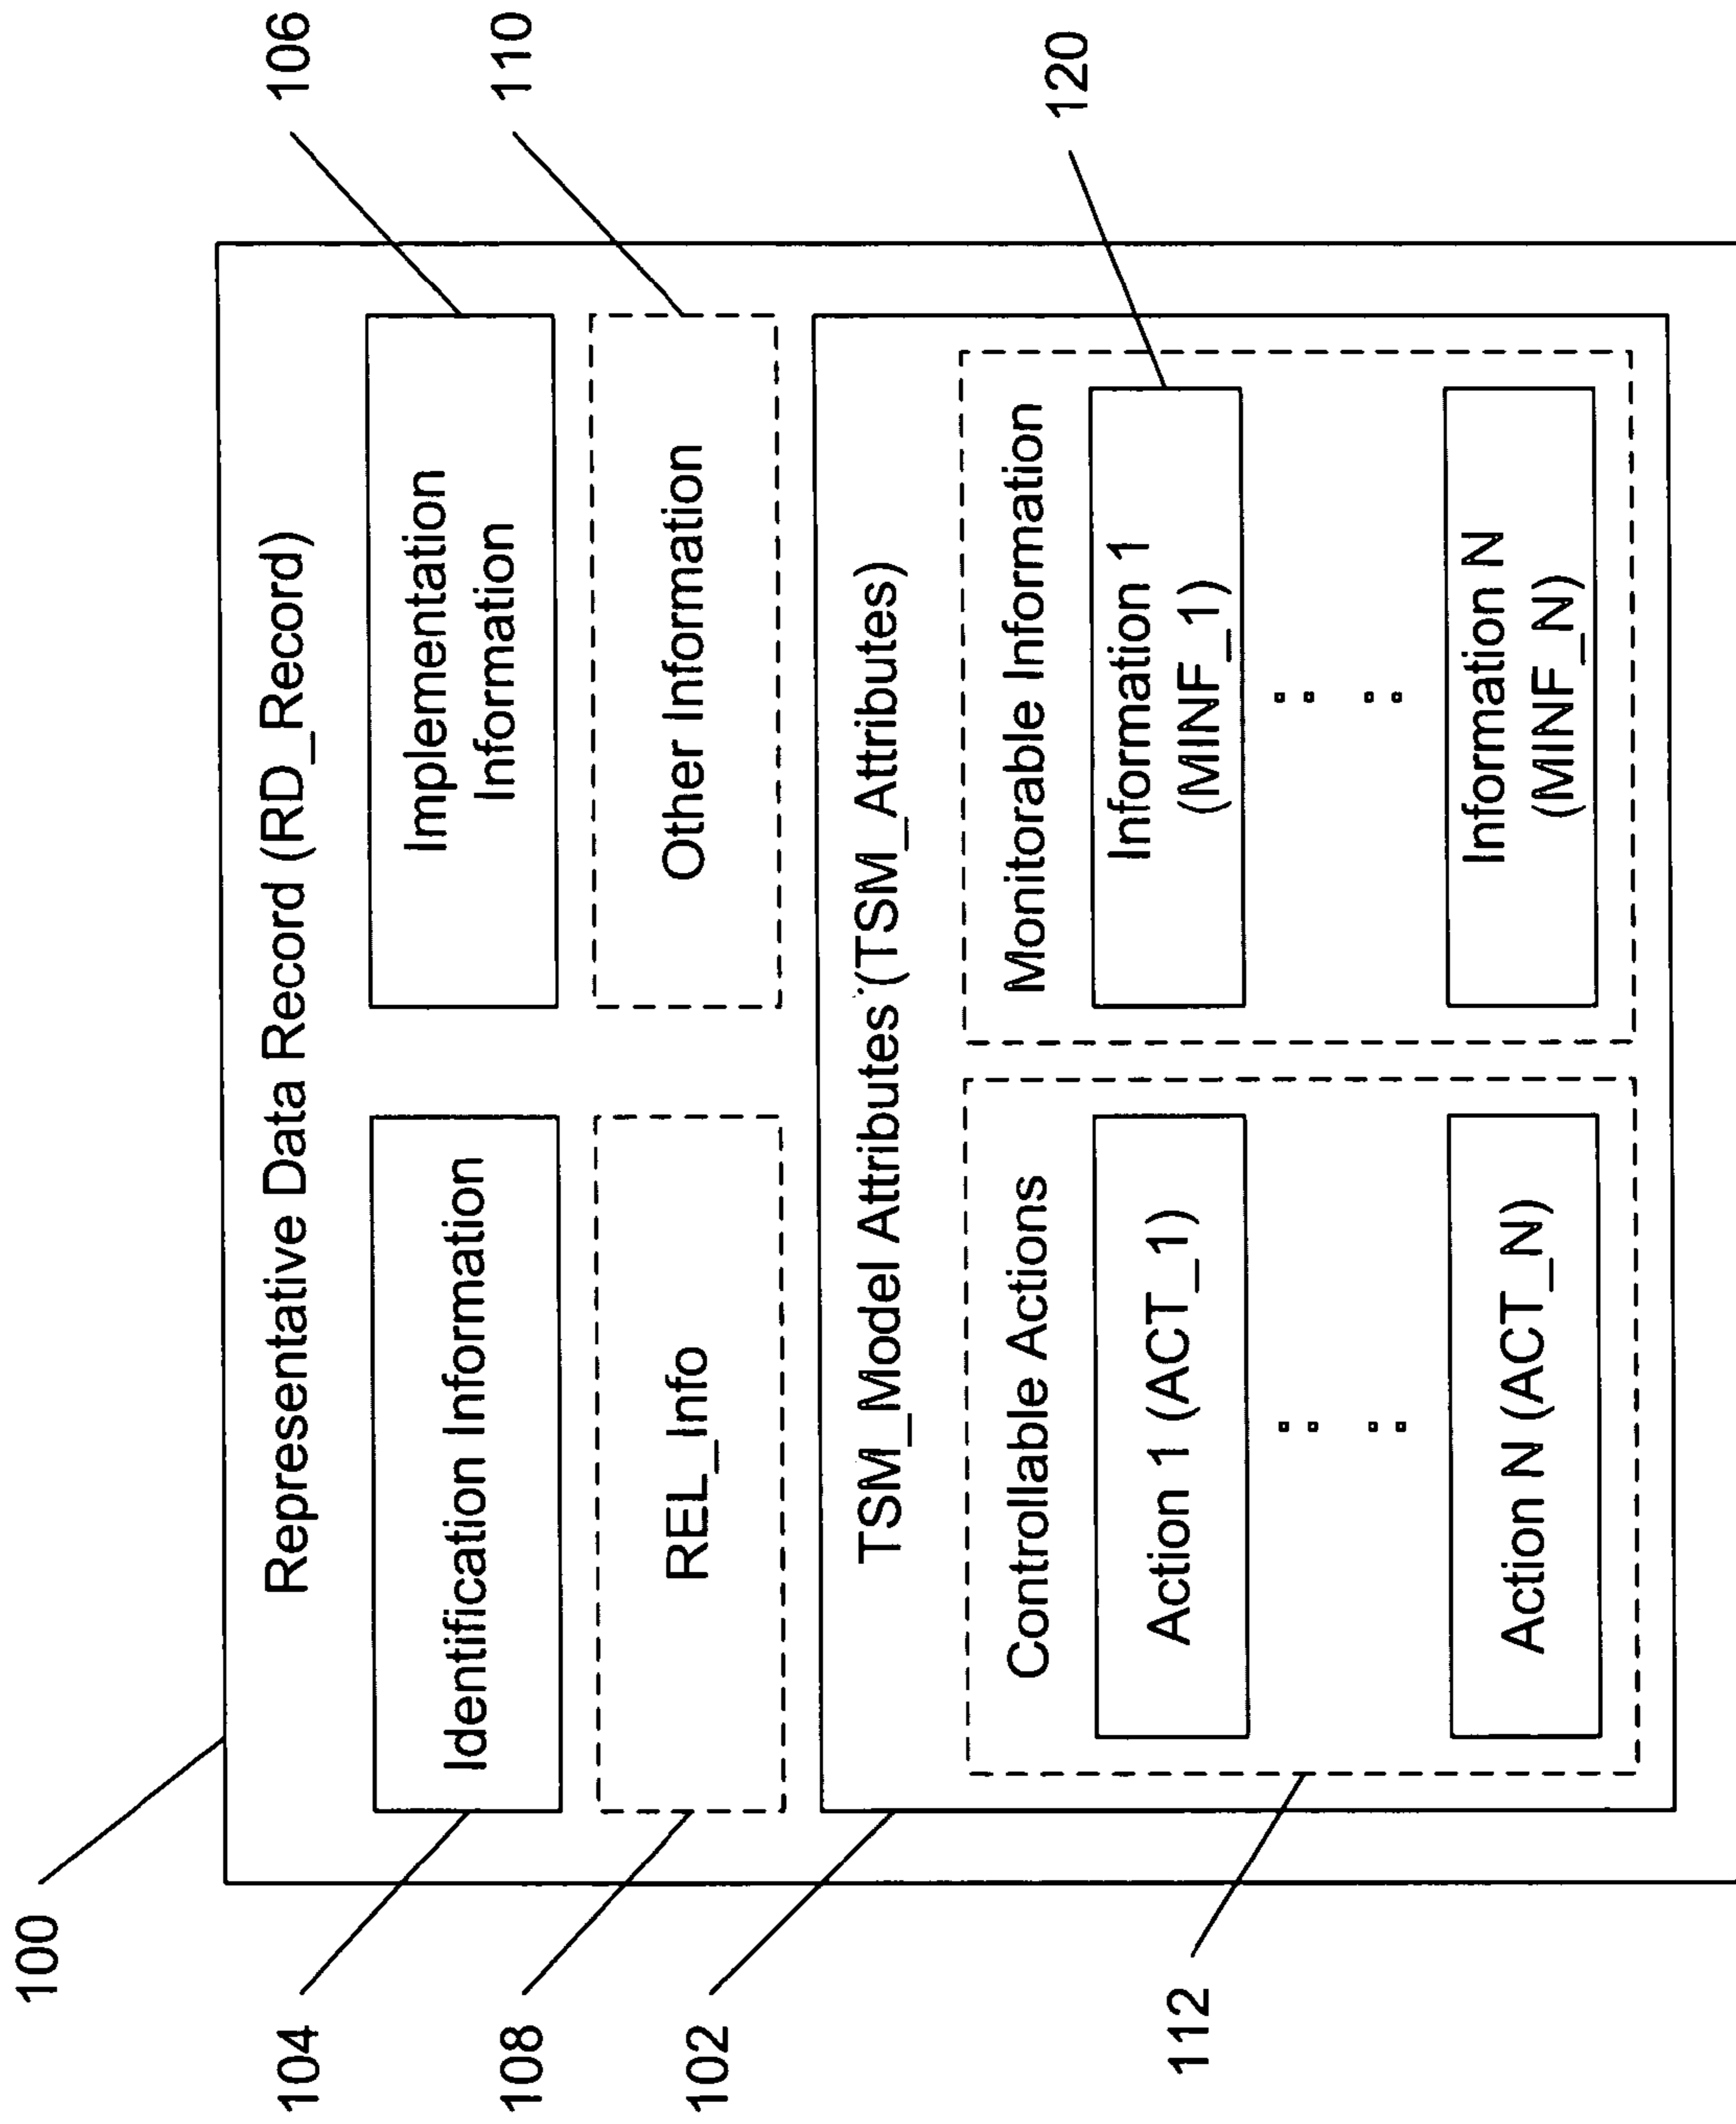 100
Representative Data Record (RD_Record)
104
Identification Information
106
Implementation
Information
108
REL_Info
110
Other Information
102
TSM_Model Attributes (TSM_Attributes)
112
Controllable Actions
Action 1 (ACT_1)
Action N (ACT_N)
Monitorable Information
120
Information 1
(MINF_1)
Information N
(MINF_N)